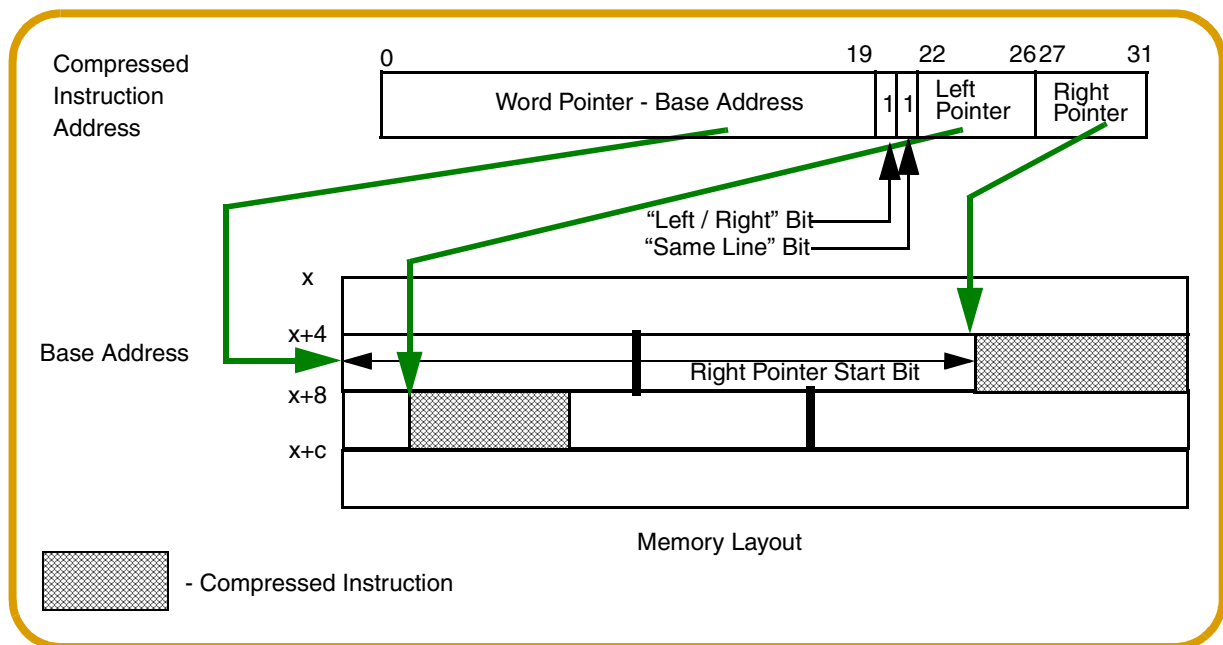 Compressed
Instruction
Address
0 19 22 26 27 31
Word Pointer - Base Address
1 1
Left
Pointer
Right
Pointer
“Left / Right” Bit
“Same Line” Bit
x
x+4
Base Address
Right Pointer Start Bit
x+8
x+c
Memory Layout
- Compressed Instruction